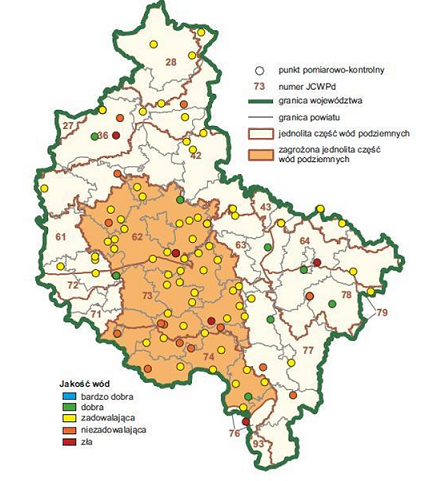 28
punkt pomiarowo-kontrolny
73 numer JCWPd
granica województwa
granica powiatu
jednolita część wód podziemnych
zagrożona jednolita część
wód podziemnych
27
36
42
43
61
62
63
64
72
73
71
78
79
77
74
76
93
Jakość wód
bardzo dobra
dobra
zadowalająca
niezadowalająca
zła